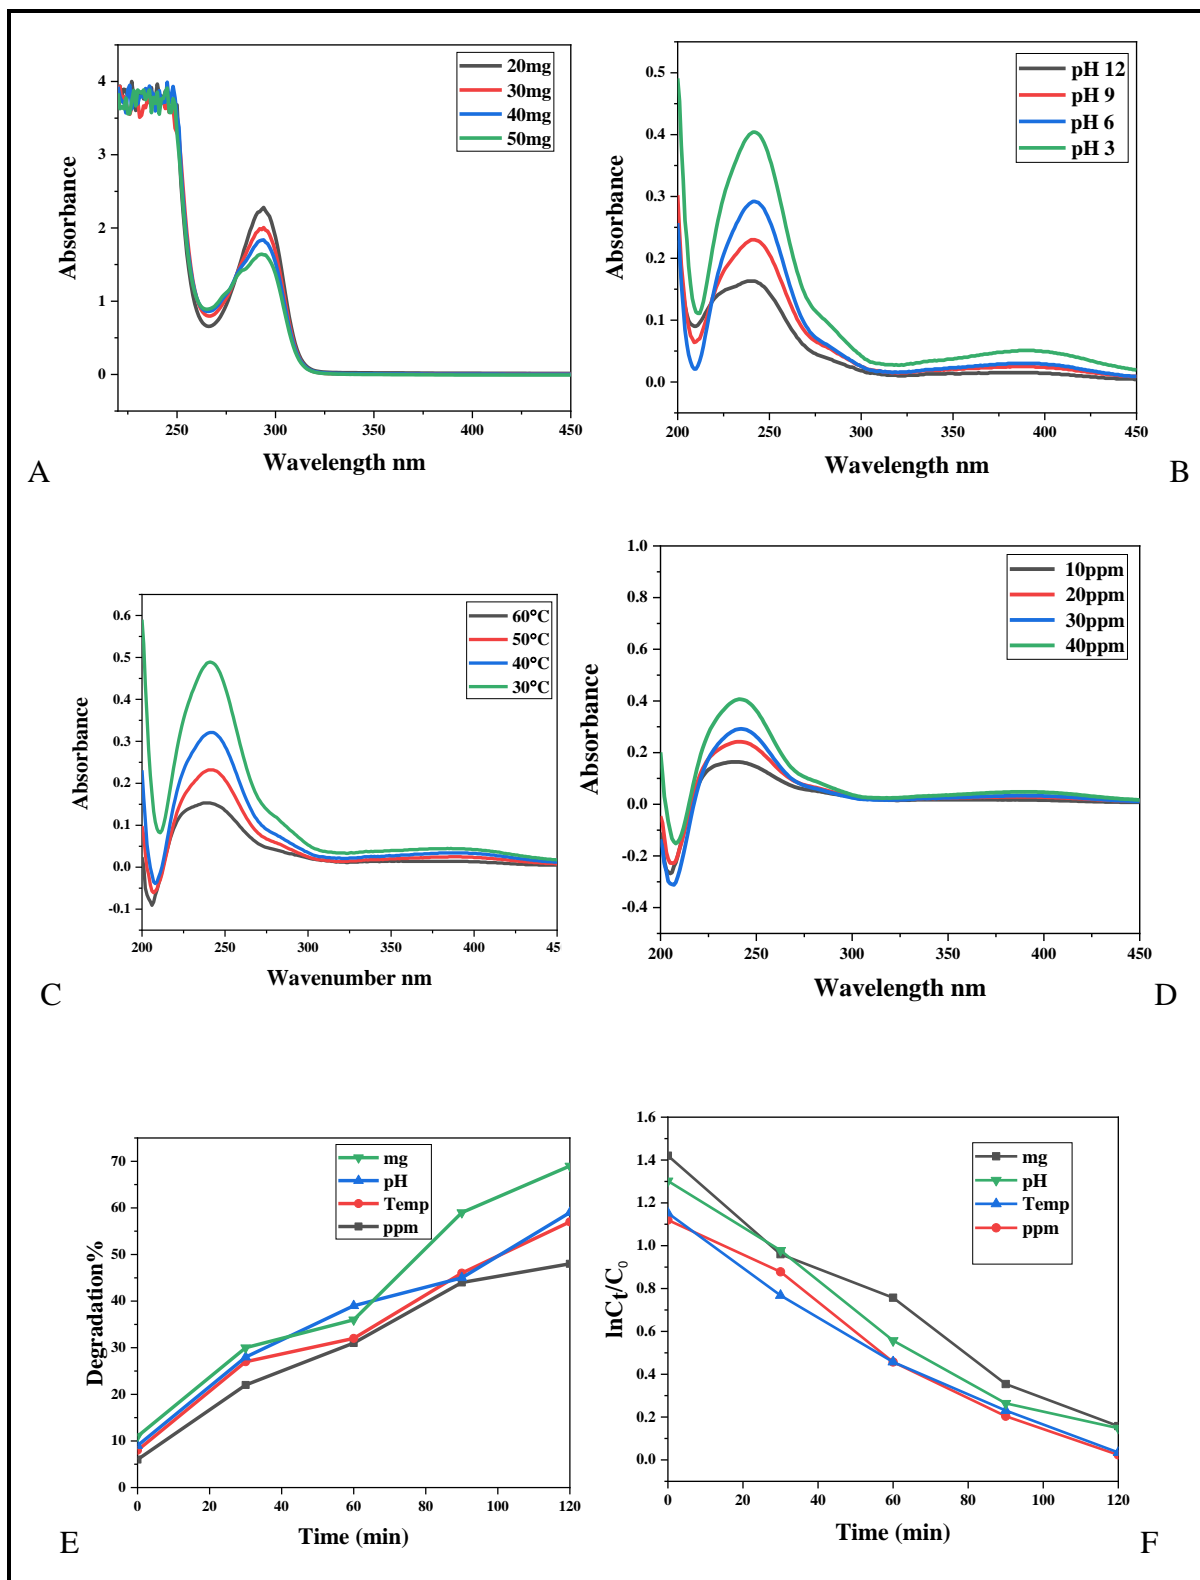 4
3
2
1
0
Absorbance
250
300
350
400
450
Wavelength nm
20mg
30mg
40mg
50mg
A
0.5
0.4
0.3
0.2
0.1
0.0
Absorbance
200
250
300
350
400
450
Wavelength nm
pH 12
pH 9
pH 6
pH 3
B
0.6
0.5
0.4
0.3
0.2
0.1
0.0
-0.1
Absorbance
200
250
300
350
400
Wavenumber nm
60°C
50°C
40°C
30°C
C
1.0
0.8
0.6
0.4
0.2
0.0
-0.2
-0.4
Absorbance
200
250
300
350
400
450
Wavelength nm
10ppm
20ppm
30ppm
40ppm
D
70
60
50
40
30
20
10
0
Degradation%
0
20
40
60
80
100
120
Time (min)
mg
pH
Temp
ppm
E
1.6
1.4
1.2
1.0
0.8
0.6
0.4
0.2
0.0
lnCt/C0
0
20
40
60
80
100
120
Time (min)
mg
pH
Temp
ppm
F